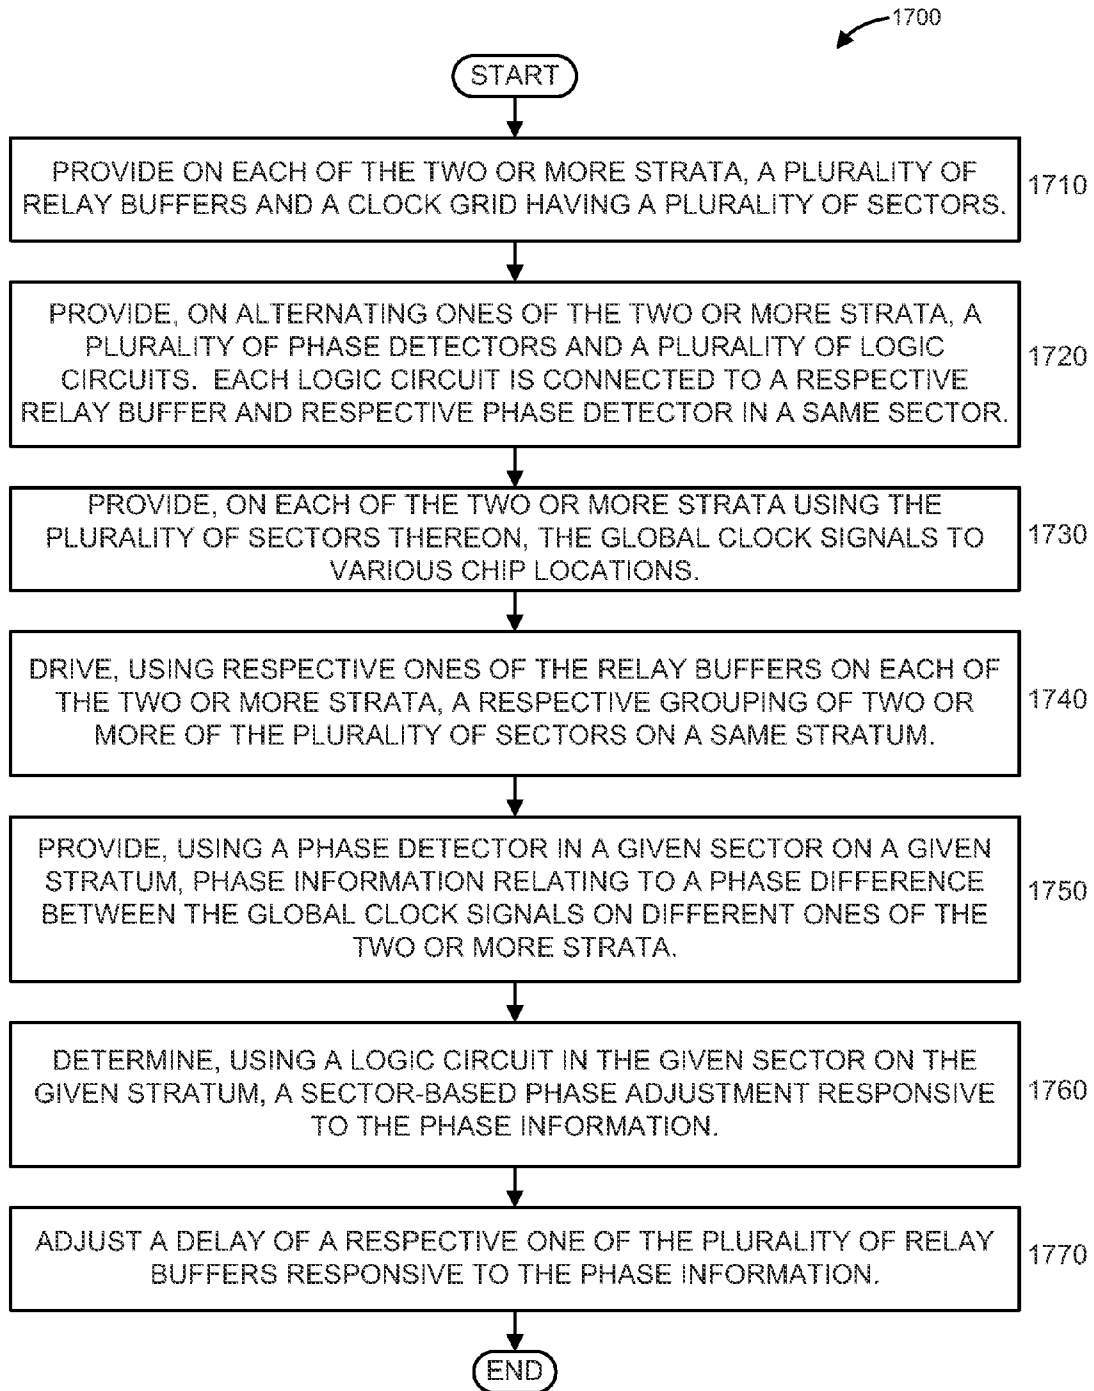 1700
START
PROVIDE ON EACH OF THE TWO OR MORE STRATA, A PLURALITY OF
RELAY BUFFERS AND A CLOCK GRID HAVING A PLURALITY OF SECTORS.
1710
PROVIDE, ON ALTERNATING ONES OF THE TWO OR MORE STRATA, A
PLURALITY OF PHASE DETECTORS AND A PLURALITY OF LOGIC
CIRCUITS. EACH LOGIC CIRCUIT IS CONNECTED TO A RESPECTIVE
RELAY BUFFER AND RESPECTIVE PHASE DETECTOR IN A SAME SECTOR.
1720
PROVIDE, ON EACH OF THE TWO OR MORE STRATA USING THE
PLURALITY OF SECTORS THEREON, THE GLOBAL CLOCK SIGNALS TO
VARIOUS CHIP LOCATIONS.
1730
DRIVE, USING RESPECTIVE ONES OF THE RELAY BUFFERS ON EACH OF
THE TWO OR MORE STRATA, A RESPECTIVE GROUPING OF TWO OR
MORE OF THE PLURALITY OF SECTORS ON A SAME STRATUM.
1740
PROVIDE, USING A PHASE DETECTOR IN A GIVEN SECTOR ON A GIVEN
STRATUM, PHASE INFORMATION RELATING TO A PHASE DIFFERENCE
BETWEEN THE GLOBAL CLOCK SIGNALS ON DIFFERENT ONES OF THE
TWO OR MORE STRATA.
1750
DETERMINE, USING A LOGIC CIRCUIT IN THE GIVEN SECTOR ON THE
GIVEN STRATUM, A SECTOR-BASED PHASE ADJUSTMENT RESPONSIVE
TO THE PHASE INFORMATION.
1760
ADJUST A DELAY OF A RESPECTIVE ONE OF THE PLURALITY OF RELAY
BUFFERS RESPONSIVE TO THE PHASE INFORMATION.
1770
END